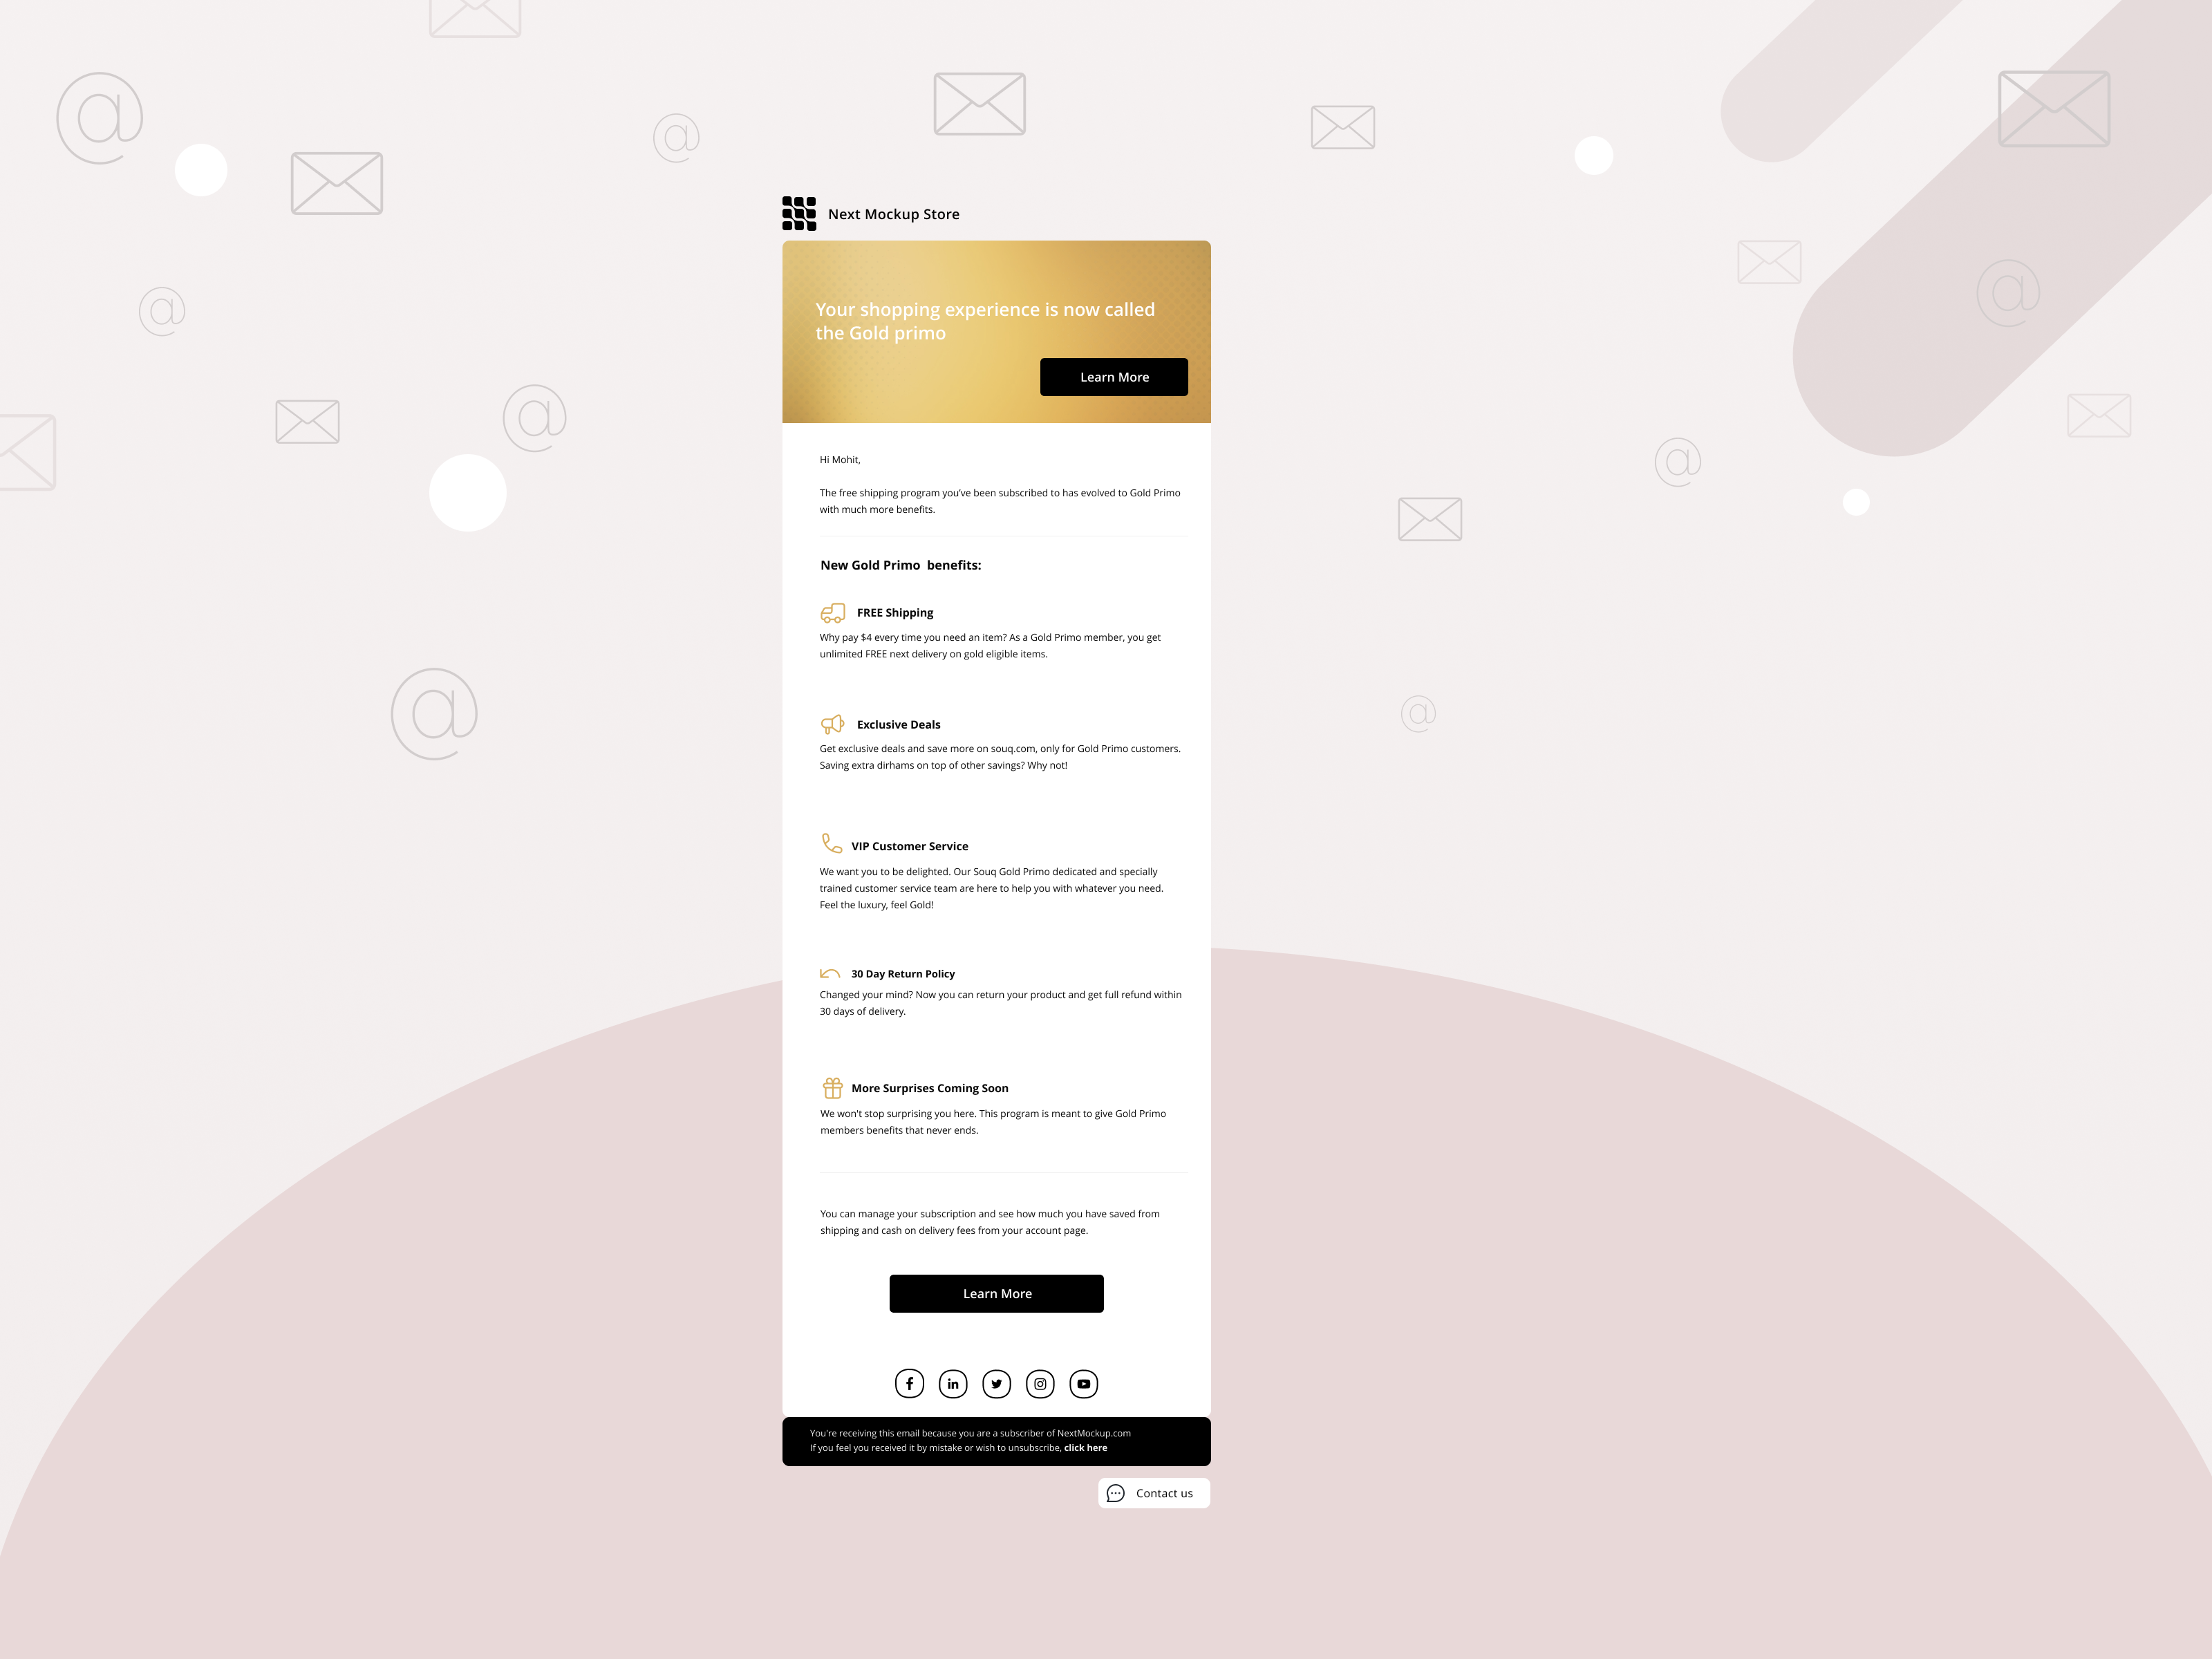 Next Mockup Store
Your shopping experience is now called
the Gold primo
Learn More
Hi Mohit,
The free shipping program you've been subscribed to has evolved to Gold Primo
with much more benefits.
New Gold Primo  benefits:
FREE Shipping
Why pay $4 every time you need an item? As a Gold Primo member, you get
unlimited FREE next delivery on gold eligible items.
Exclusive Deals
Get exclusive deals and save more on souq.com, only for Gold Primo customers.
Saving extra dirhams on top of other savings? Why not!
VIP Customer Service
We want you to be delighted. Our Souq Gold Primo dedicated and specially
trained customer service team are here to help you with whatever you need.
Feel the luxury, feel Gold!
30 Day Return Policy
Changed your mind? Now you can return your product and get full refund within
30 days of delivery.
More Surprises Coming Soon
We won't stop surprising you here. This program is meant to give Gold Primo
members benefits that never ends.
You can manage your subscription and see how much you have saved from
shipping and cash on delivery fees from your account page.
Learn More
You're receiving this email because you are a subscriber of NextMockup.com
If you feel you received it by mistake or wish to unsubscribe, click here
Contact us